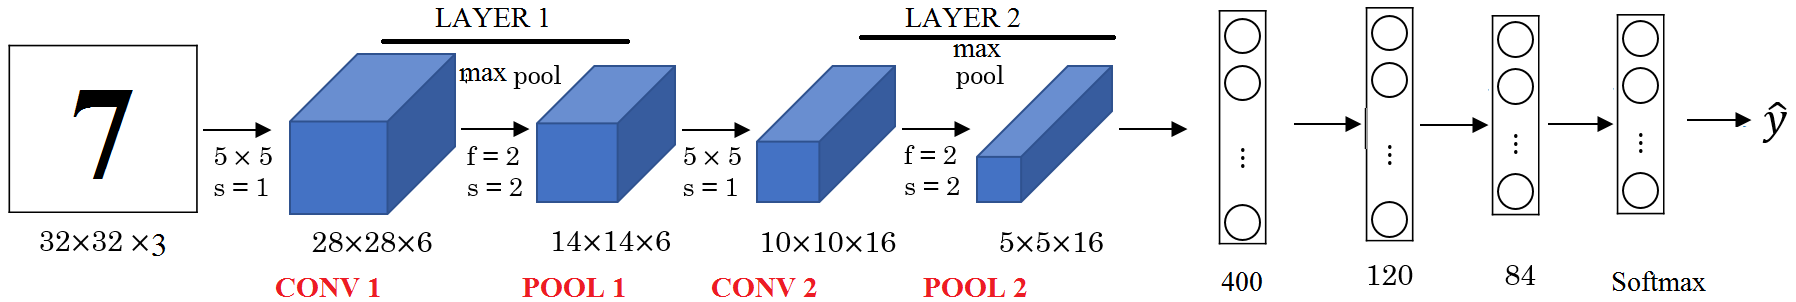 LAYER 1
LAYER 2
7
max pool
max
pool
5 × 5
s = 1
f = 2
s = 2
5 × 5
s = 1
f = 2
s = 2
ŷ
32×32 ×3
28×28×6
14×14×6
10×10×16
5×5×16
400
120
84
Softmax
CONV 1
POOL 1
CONV 2
POOL 2